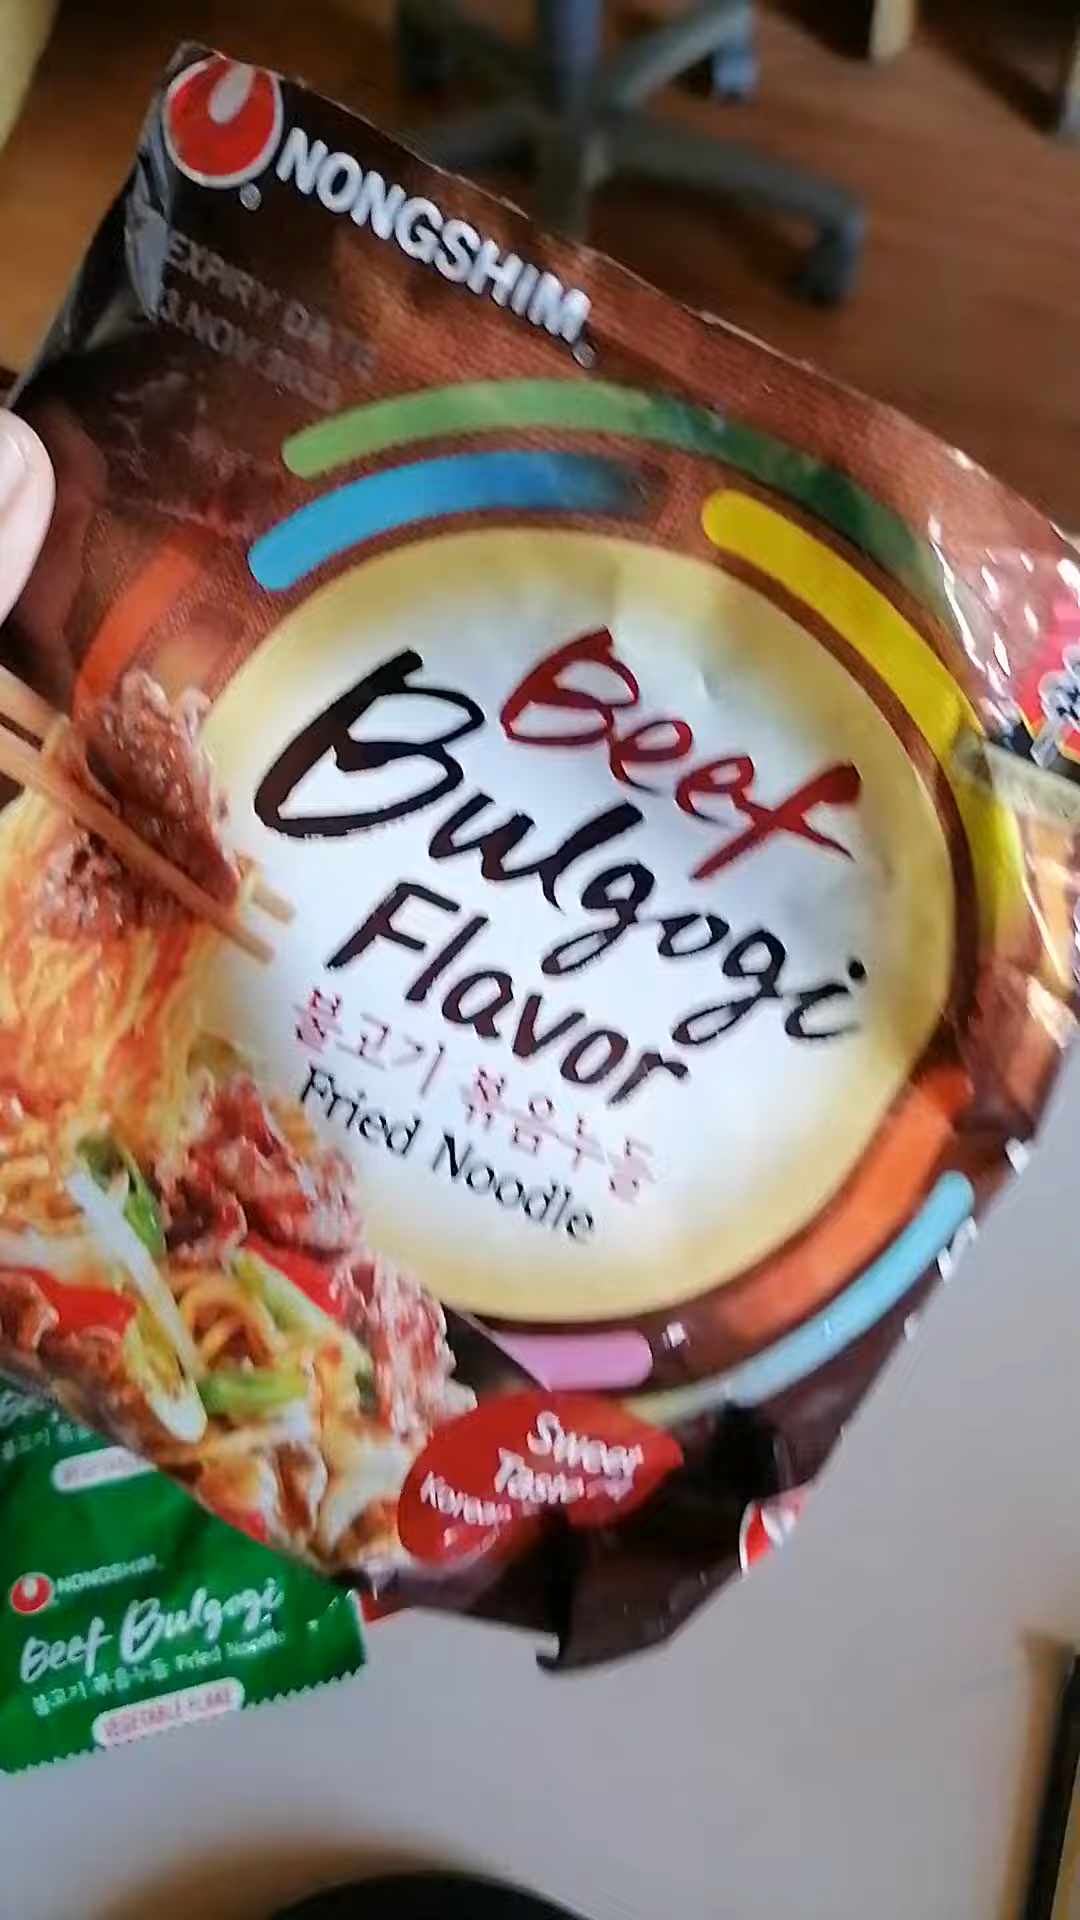 NONGSHIM
EXPIRY DATE
Beef
Bulgogi
Flavor
불고기 볶음누들
Fried Noodle
Sweet
Taste
Korean
NONGSHIM
Beef Bulgogi
불고기 볶음누들 Fried Noodle
VEGETABLE FLAKE